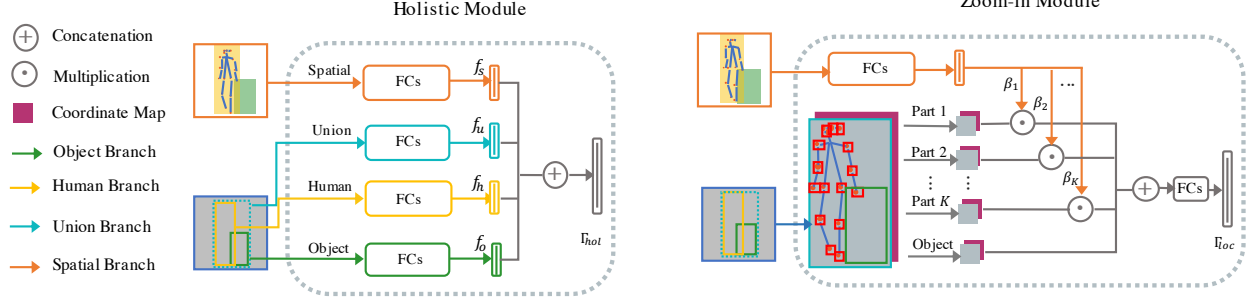 Holistic Module
Zoom-in Module
Concatenation
Multiplication
Coordinate Map
Object Branch
Human Branch
Union Branch
Spatial Branch
Spatial FCs f_s
Union FCs f_u
Human FCs f_h
Object FCs f_o
Γ_hol
FCs
β_1
β_2
...
β_K
Part 1
Part 2
Part K
Object
FCs
Γ_loc